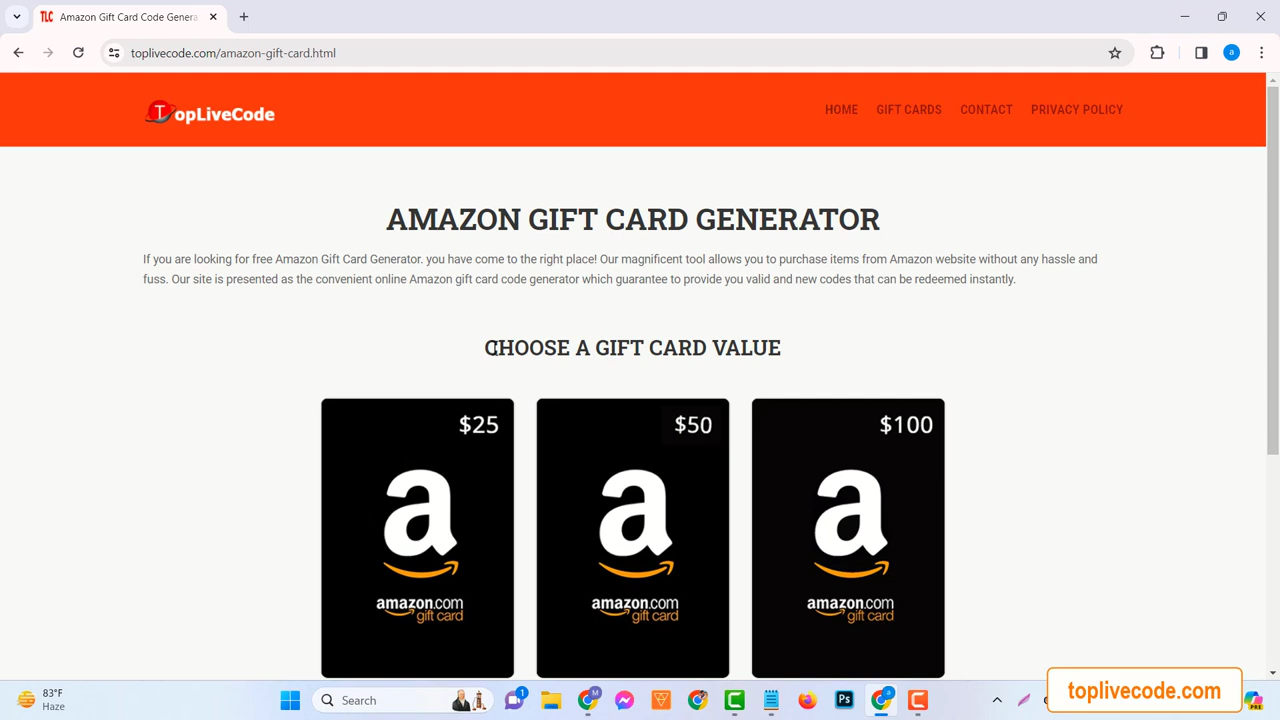 TLC Amazon Gift Card Code Genera
toplivecode.com/amazon-gift-card.html
a
TopLiveCode
HOME GIFT CARDS CONTACT PRIVACY POLICY
AMAZON GIFT CARD GENERATOR
If you are looking for free Amazon Gift Card Generator. you have come to the right place! Our magnificent tool allows you to purchase items from Amazon website without any hassle and
fuss. Our site is presented as the convenient online Amazon gift card code generator which guarantee to provide you valid and new codes that can be redeemed instantly.
CHOOSE A GIFT CARD VALUE
$25 $50 $100
a a a
amazon.com amazon.com amazon.com
gift card gift card gift card
83°F
Haze
Search
1
M
Ps
a
PRE
toplivecode.com